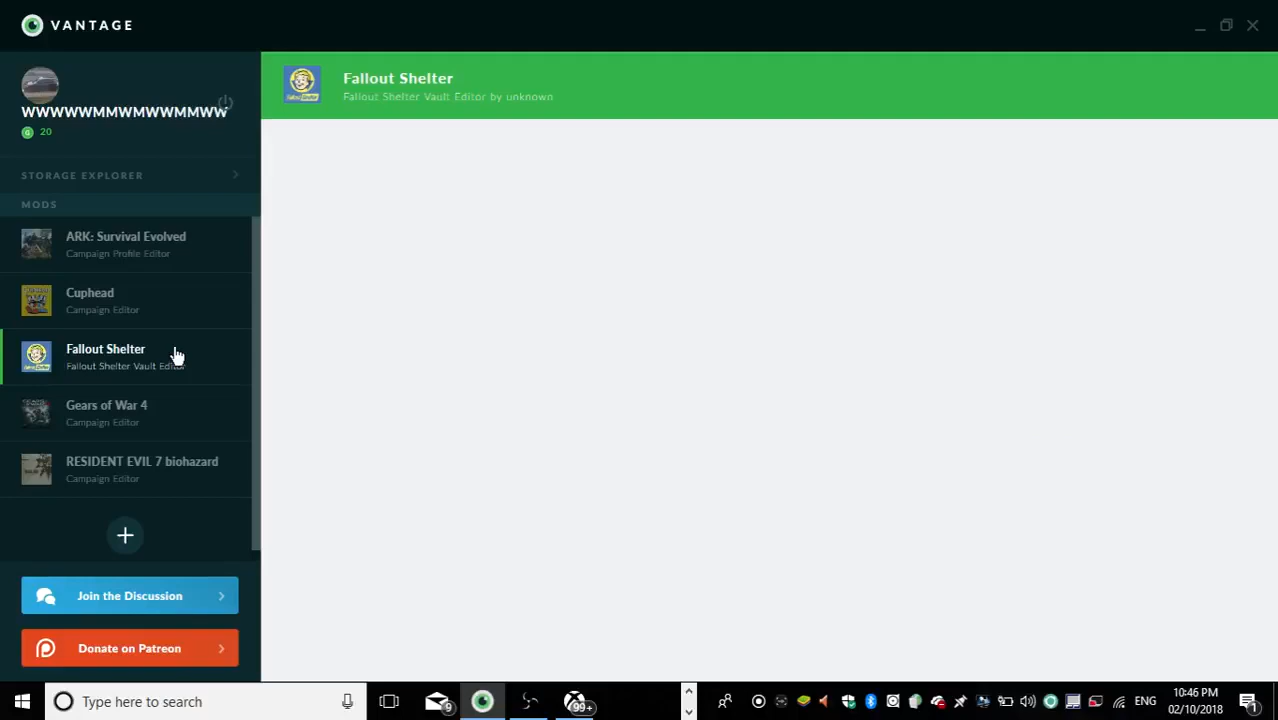 VANTAGE
WWWWWMMWMWWMMWW
G 20
STORAGE EXPLORER
MODS
ARK: Survival Evolved
Campaign Profile Editor
Cuphead
Campaign Editor
Fallout Shelter
Fallout Shelter Vault Editor
Gears of War 4
Campaign Editor
RESIDENT EVIL 7 biohazard
Campaign Editor
+
Join the Discussion
Donate on Patreon
Fallout Shelter
Fallout Shelter Vault Editor by unknown
Type here to search
9
99+
ENG
10:46 PM
02/10/2018
1